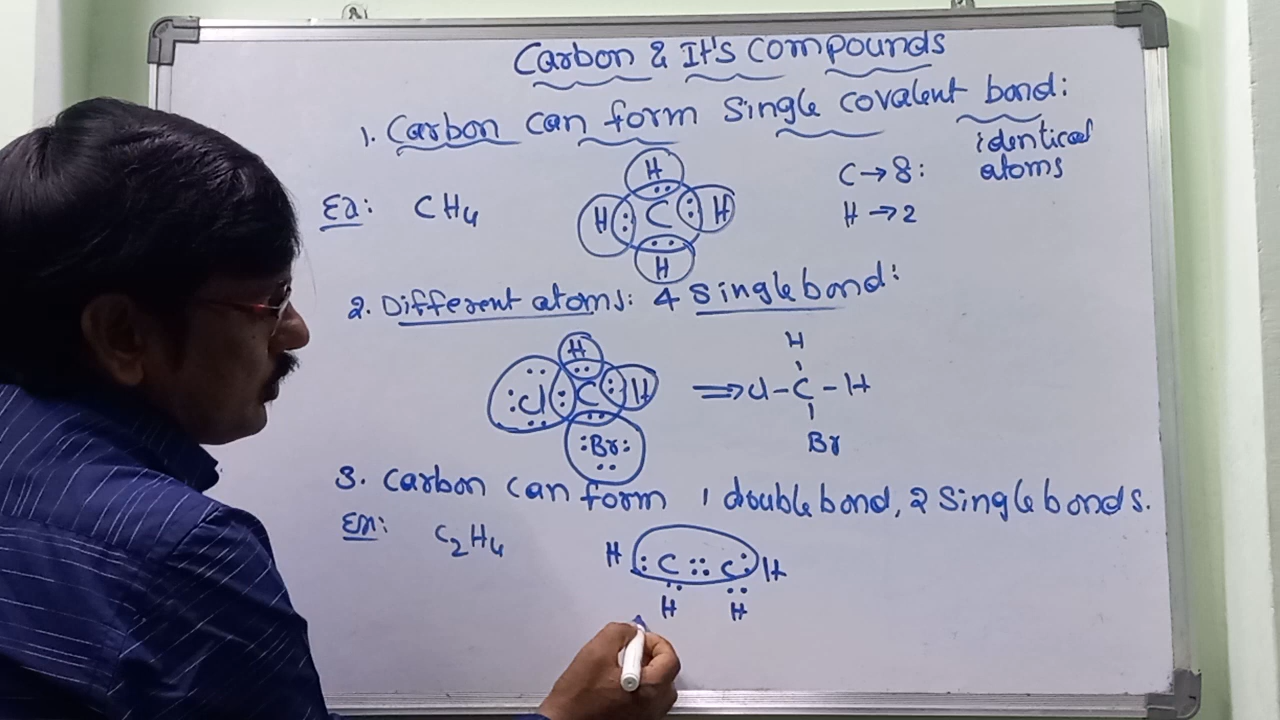 Carbon & It's Compounds
1. Carbon can form Single covalent bond:
identical
atoms
Ex: CH4
H
H : C : H
H
C → 8:
H → 2
2. Different atoms: 4 Single bond:
H
:Cl : C : H
:Br:
H
⇒ Cl - C - H
Br
3. Carbon can form 1 double bond, 2 Single bonds.
Ex: C2H4
H : C :: C : H
H H